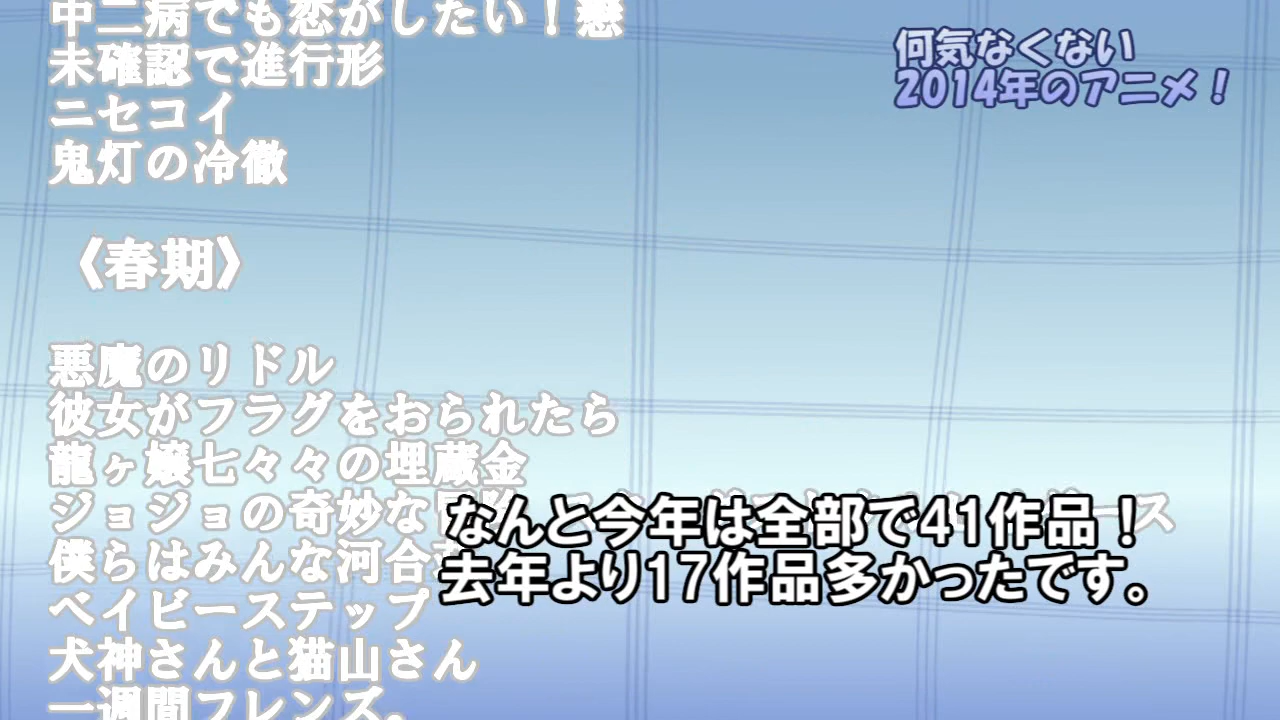 中二病でも恋がしたい！戀
未確認で進行形
ニセコイ
鬼灯の冷徹
何気なくない
2014年のアニメ！
《春期》
悪魔のリドル
彼女がフラグをおられたら
龍ヶ嬢七々々の埋蔵金
ジョジョの奇妙な
僕らはみんな河合
ベイビーステップ
犬神さんと猫山さん
一週間フレンズ。
なんと今年は全部で41作品！
去年より17作品多かったです。